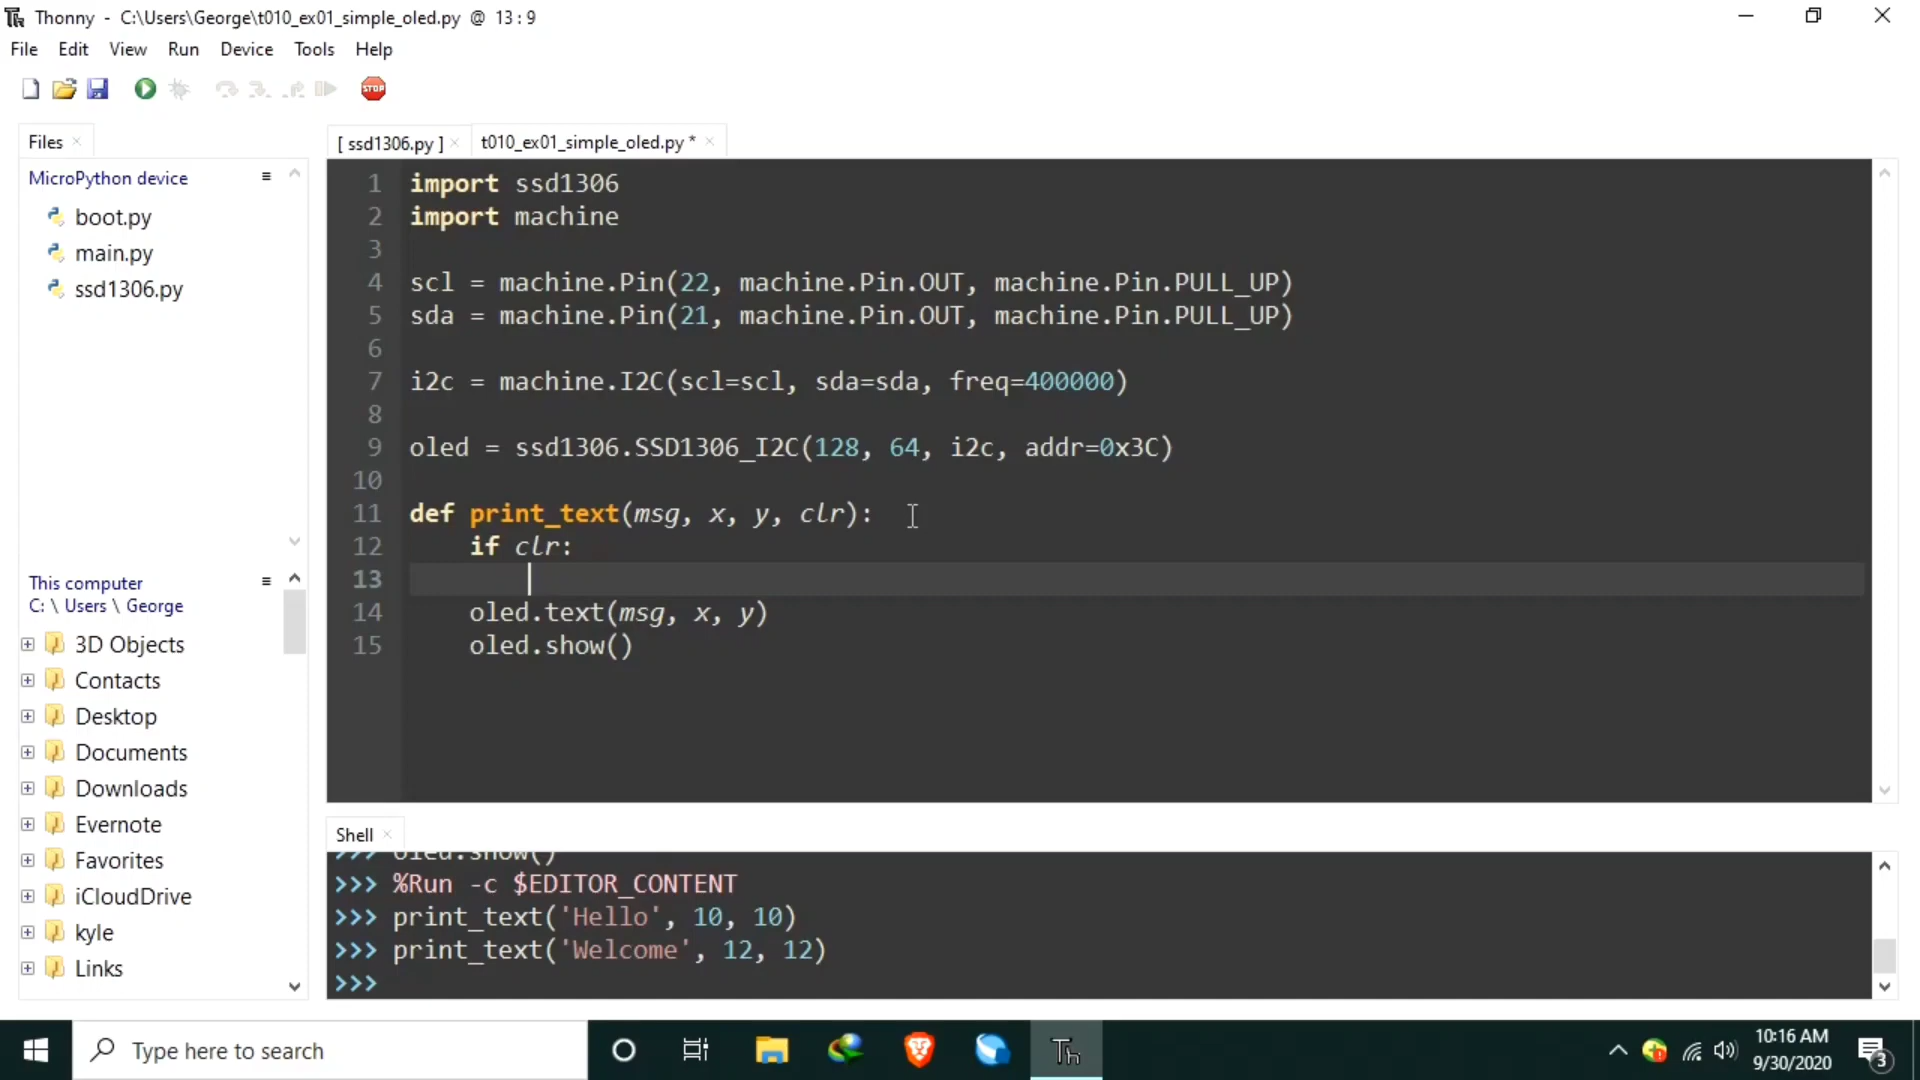 Thonny - C:\Users\George\t010_ex01_simple_oled.py @ 13:9
File Edit View Run Device Tools Help
STOP
Files
[ ssd1306.py ] t010_ex01_simple_oled.py *
MicroPython device
boot.py
main.py
ssd1306.py
1 import ssd1306
2 import machine
3
4 scl = machine.Pin(22, machine.Pin.OUT, machine.Pin.PULL_UP)
5 sda = machine.Pin(21, machine.Pin.OUT, machine.Pin.PULL_UP)
6
7 i2c = machine.I2C(scl=scl, sda=sda, freq=400000)
8
9 oled = ssd1306.SSD1306_I2C(128, 64, i2c, addr=0x3C)
10
11 def print_text(msg, x, y, clr):
12     if clr:
13
14     oled.text(msg, x, y)
15     oled.show()
This computer
C: \ Users \ George
3D Objects
Contacts
Desktop
Documents
Downloads
Evernote
Favorites
iCloudDrive
kyle
Links
Shell
>>> oled.show()
>>> %Run -c $EDITOR_CONTENT
>>> print_text('Hello', 10, 10)
>>> print_text('Welcome', 12, 12)
>>>
Type here to search
Th
10:16 AM
9/30/2020
3